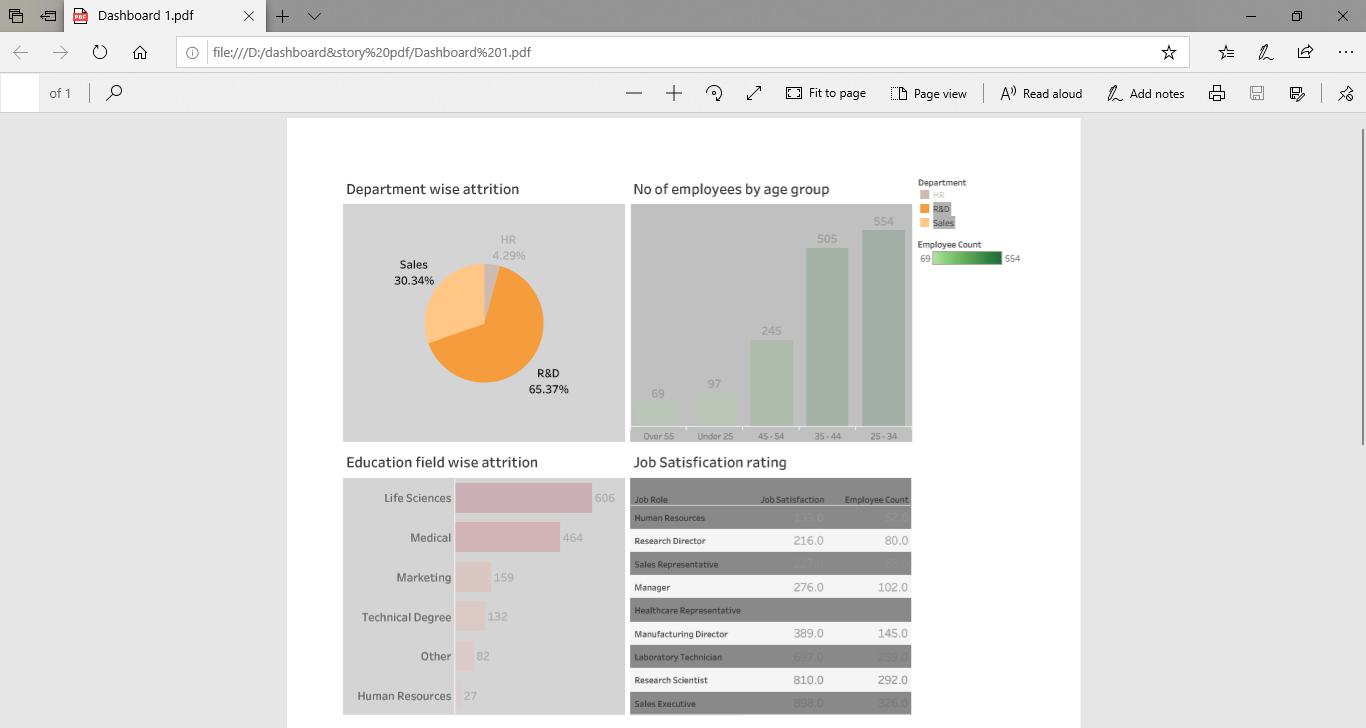 Dashboard 1.pdf
file:///D:/dashboard&story%20pdf/Dashboard%201.pdf
of 1
Fit to page
Page view
Read aloud
Add notes
Department wise attrition
HR
4.29%
Sales
30.34%
R&D
65.37%
No of employees by age group
69
97
245
505
554
Over 55
Under 25
45 - 54
35 - 44
25 - 34
Department
HR
R&D
Sales
Employee Count
69 554
Education field wise attrition
Life Sciences 606
Medical 464
Marketing 159
Technical Degree 132
Other 82
Human Resources 27
Job Satisfication rating
Job Role Job Satisfaction Employee Count
Human Resources 133.0 52.0
Research Director 216.0 80.0
Sales Representative
Manager 276.0 102.0
Healthcare Representative
Manufacturing Director 389.0 145.0
Laboratory Technician 697.0 259.0
Research Scientist 810.0 292.0
Sales Executive 898.0 326.0